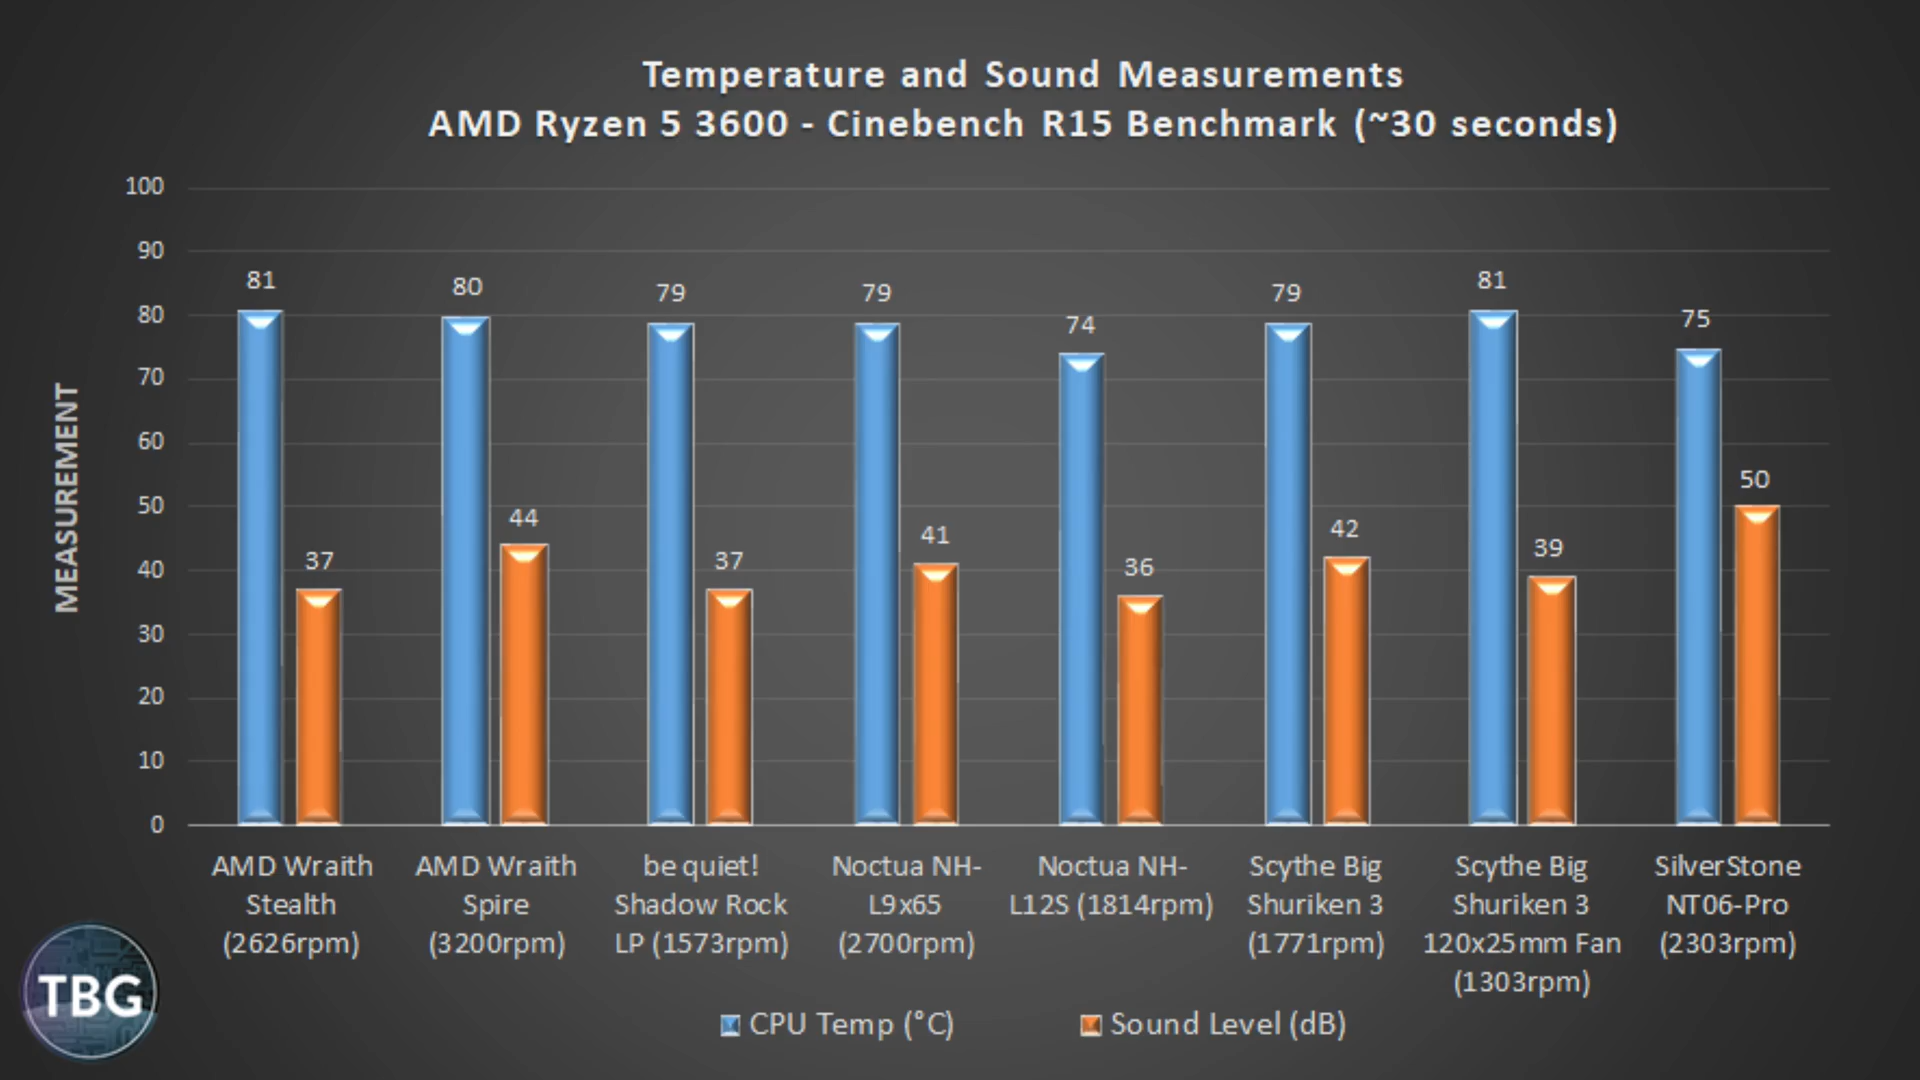 Temperature and Sound Measurements
AMD Ryzen 5 3600 - Cinebench R15 Benchmark (~30 seconds)
MEASUREMENT
100
90
80
70
60
50
40
30
20
10
0
81
37
80
44
79
37
79
41
74
36
79
42
81
39
75
50
AMD Wraith
Stealth
(2626rpm)
AMD Wraith
Spire
(3200rpm)
be quiet!
Shadow Rock
LP (1573rpm)
Noctua NH-
L9x65
(2700rpm)
Noctua NH-
L12S (1814rpm)
Scythe Big
Shuriken 3
(1771rpm)
Scythe Big
Shuriken 3
120x25mm Fan
(1303rpm)
SilverStone
NT06-Pro
(2303rpm)
CPU Temp (°C)
Sound Level (dB)
TBG